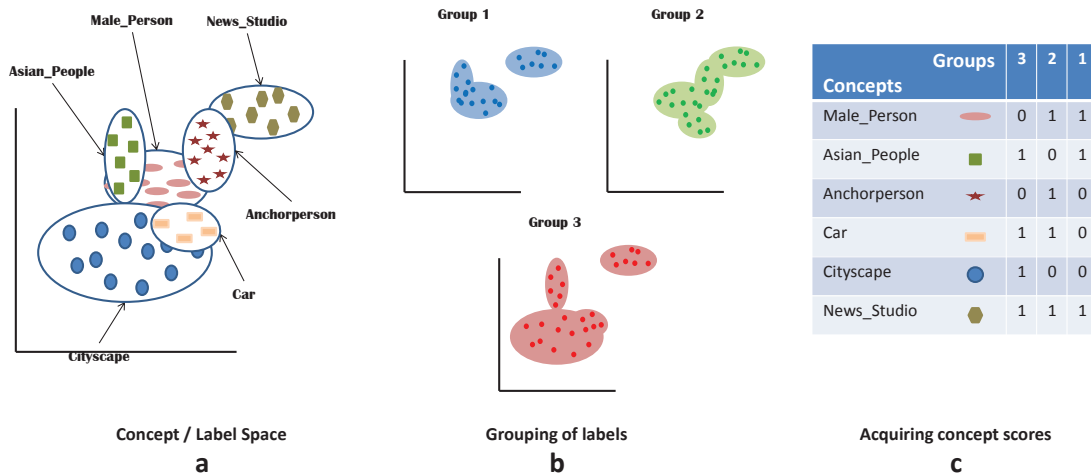 Male_Person
News_Studio
Asian_People
Anchorperson
Car
Cityscape
Concept / Label Space
a
Group 1
Group 2
Group 3
Grouping of labels
b
Groups 3 2 1
Concepts
Male_Person 0 1 1
Asian_People 1 0 1
Anchorperson 0 1 0
Car 1 1 0
Cityscape 1 0 0
News_Studio 1 1 1
Acquiring concept scores
c